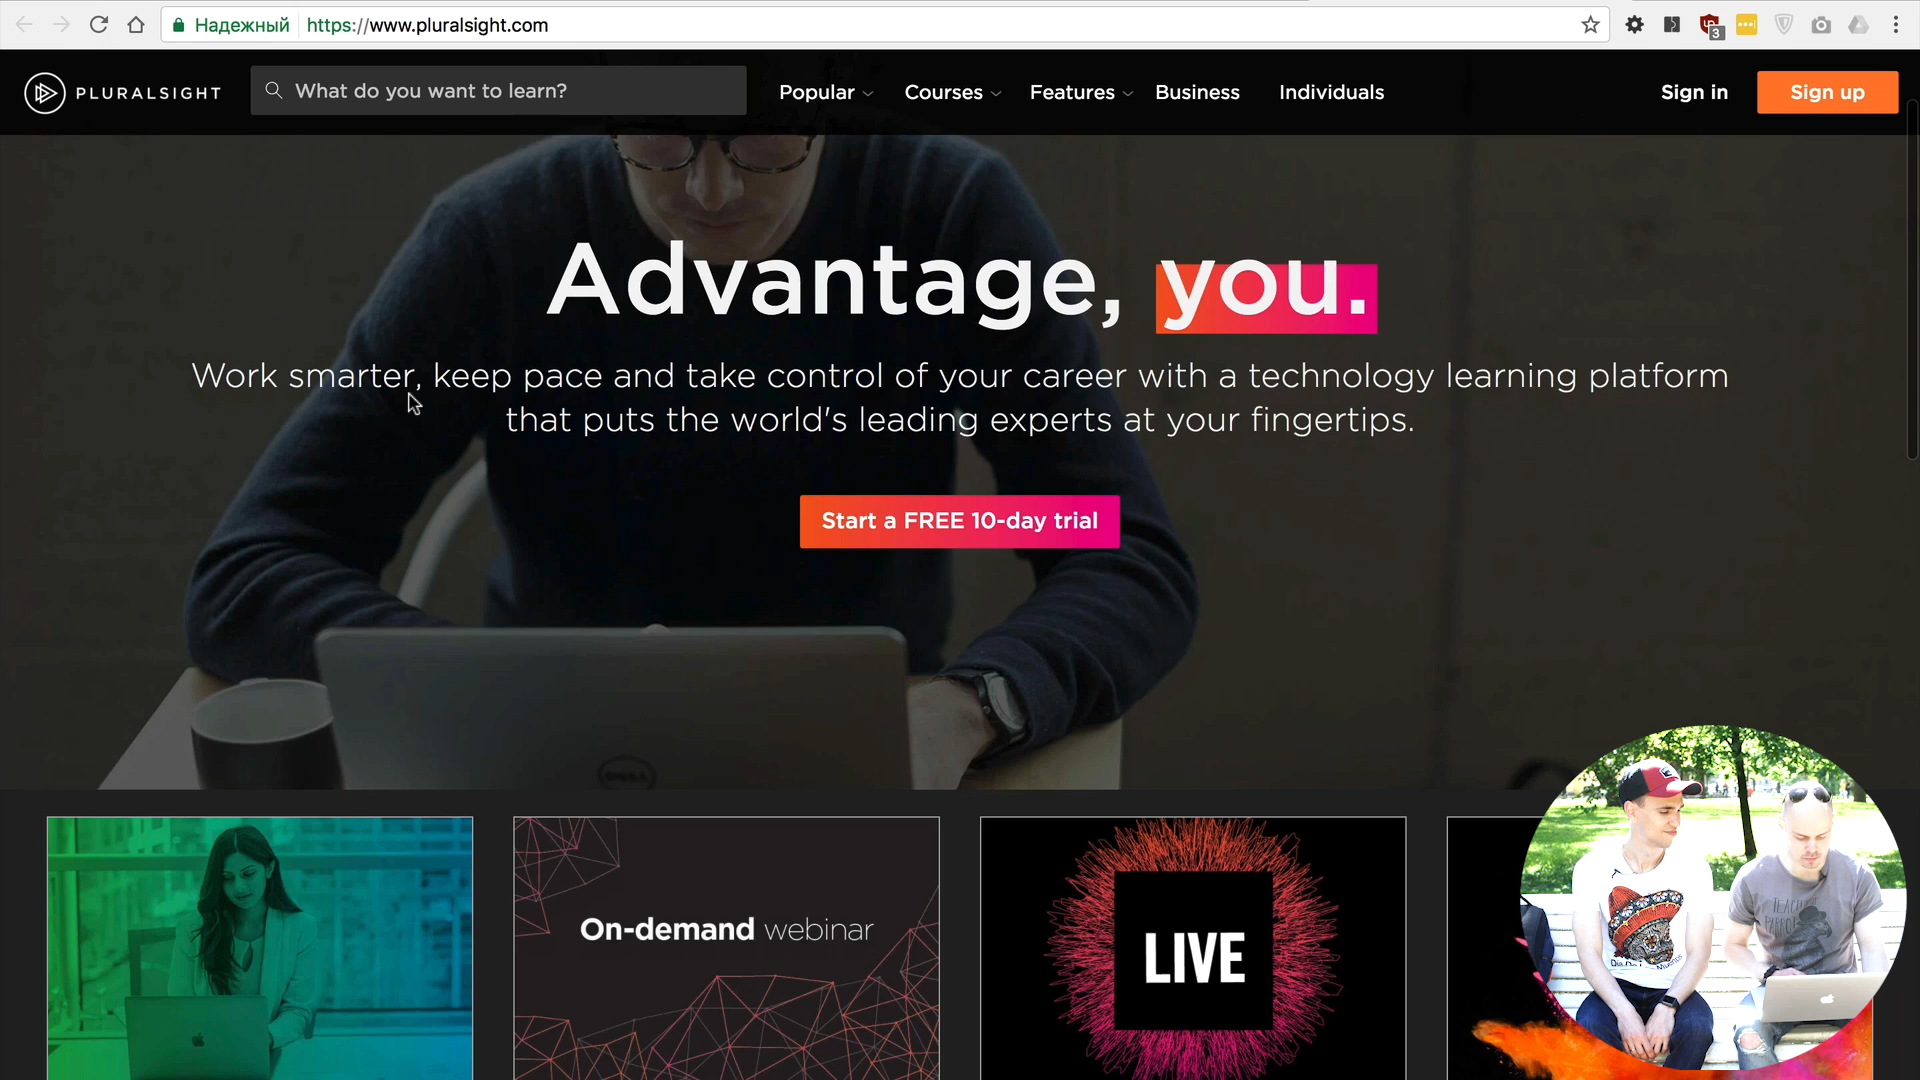 Надежный
https://www.pluralsight.com
3
PLURALSIGHT
What do you want to learn?
Popular
Courses
Features
Business
Individuals
Sign in
Sign up
Advantage, you.
Work smarter, keep pace and take control of your career with a technology learning platform
that puts the world's leading experts at your fingertips.
Start a FREE 10-day trial
DELL
On-demand webinar
LIVE